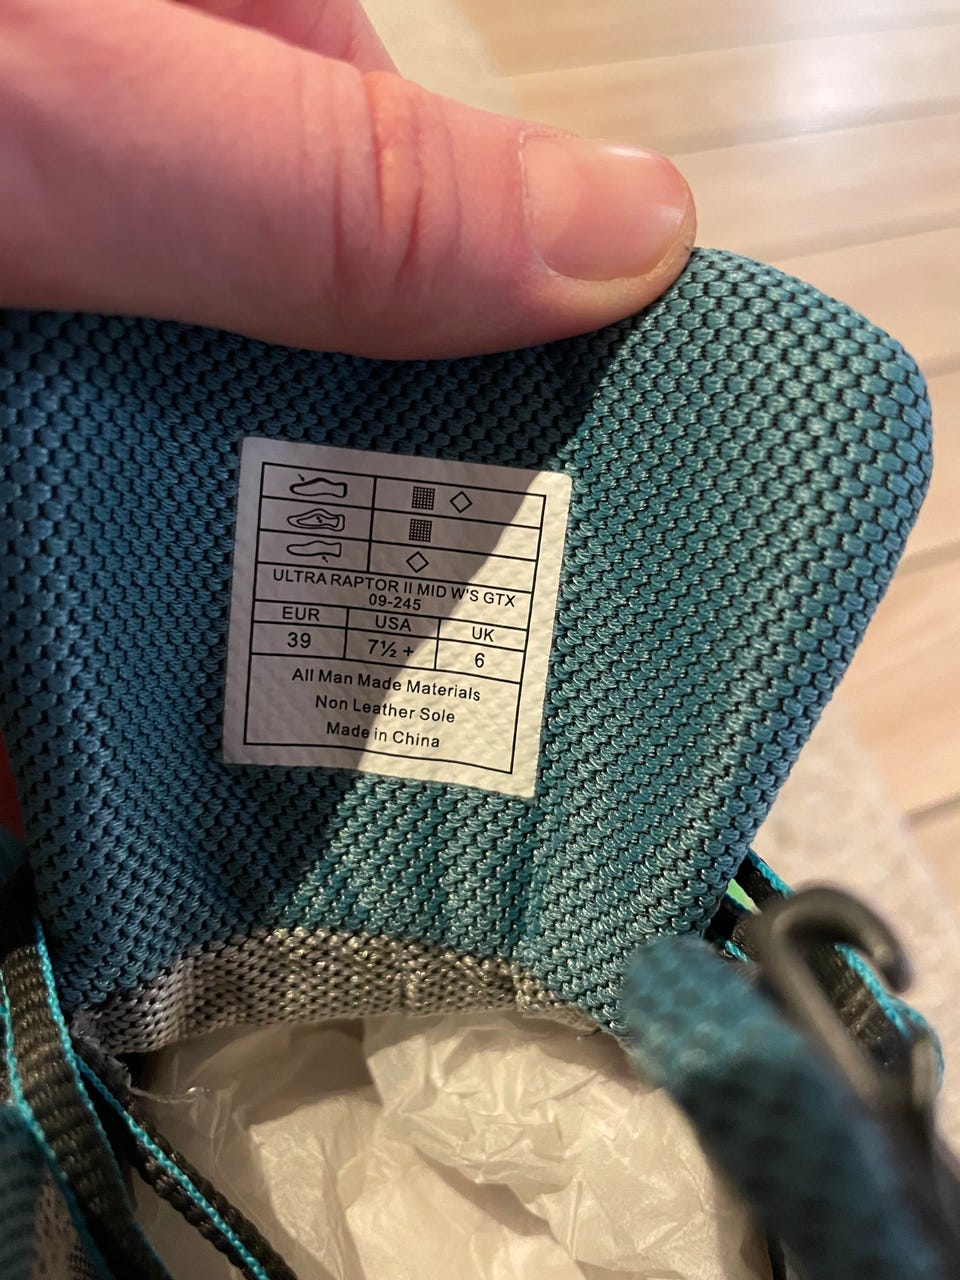 ULTRA RAPTOR II MID W'S GTX
09-245
EUR USA UK
39 7½ + 6
All Man Made Materials
Non Leather Sole
Made in China